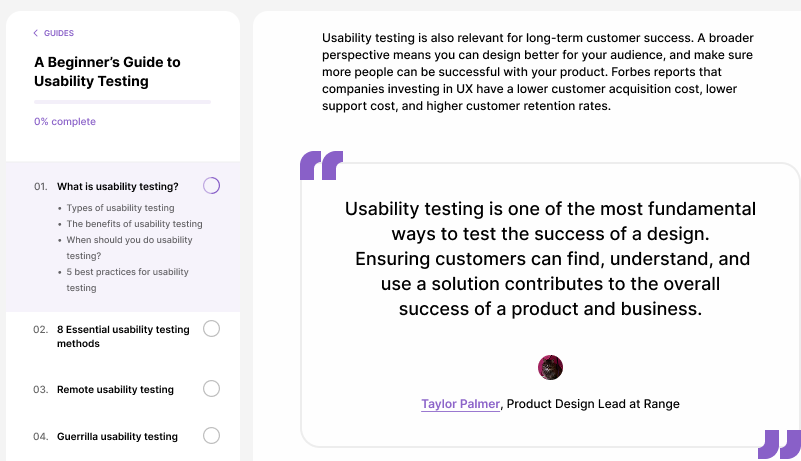 GUIDES
A Beginner’s Guide to
Usability Testing
0% complete
01. What is usability testing?
• Types of usability testing
• The benefits of usability testing
• When should you do usability
testing?
• 5 best practices for usability
testing
02. 8 Essential usability testing
methods
03. Remote usability testing
04. Guerrilla usability testing
Usability testing is also relevant for long-term customer success. A broader
perspective means you can design better for your audience, and make sure
more people can be successful with your product. Forbes reports that
companies investing in UX have a lower customer acquisition cost, lower
support cost, and higher customer retention rates.
Usability testing is one of the most fundamental
ways to test the success of a design.
Ensuring customers can find, understand, and
use a solution contributes to the overall
success of a product and business.
Taylor Palmer, Product Design Lead at Range